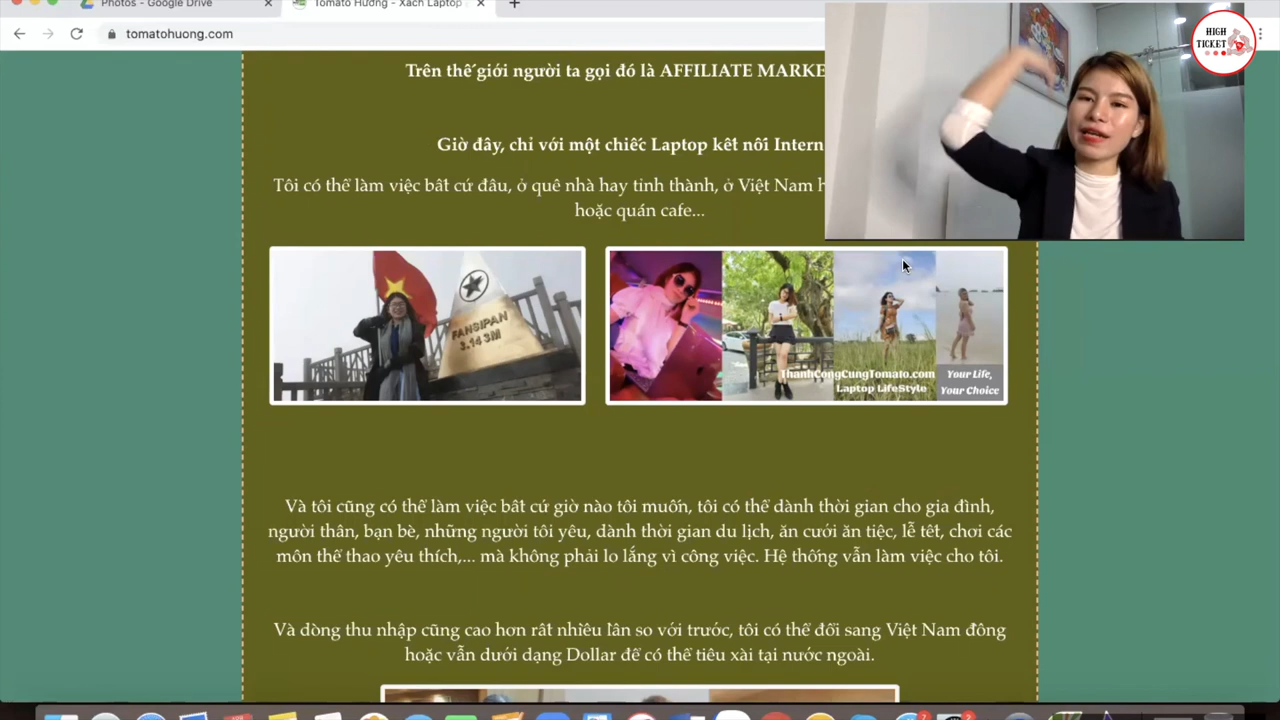 Photos - Google Drive
Tomato Hương - Xách Laptop
tomatohuong.com
HIGH
TICKET
Trên thế giới người ta gọi đó là AFFILIATE MARKE
Giờ đây, chỉ với một chiếc Laptop kết nối Intern
Tôi có thể làm việc bất cứ đâu, ở quê nhà hay tỉnh thành, ở Việt Nam h
hoặc quán cafe...
FANSIPAN
3.143M
ThanhCongCungTomato.com
Laptop LifeStyle
Your Life,
Your Choice
Và tôi cũng có thể làm việc bất cứ giờ nào tôi muốn, tôi có thể dành thời gian cho gia đình,
người thân, bạn bè, những người tôi yêu, dành thời gian du lịch, ăn cưới ăn tiệc, lễ tết, chơi các
môn thể thao yêu thích,... mà không phải lo lắng vì công việc. Hệ thống vẫn làm việc cho tôi.
Và dòng thu nhập cũng cao hơn rất nhiều lần so với trước, tôi có thể đổi sang Việt Nam đồng
hoặc vẫn dưới dạng Dollar để có thể tiêu xài tại nước ngoài.